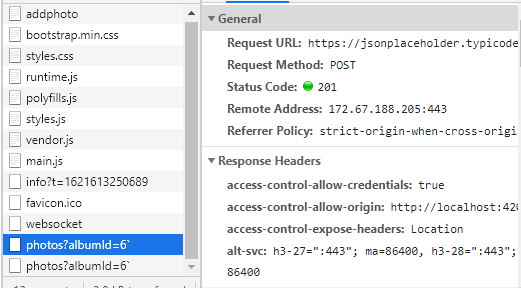 addphoto
bootstrap.min.css
styles.css
runtime.js
polyfills.js
styles.js
vendor.js
main.js
info?t=1621613250689
favicon.ico
websocket
photos?albumId=6`
photos?albumId=6`
General
Request URL: https://jsonplaceholder.typicode
Request Method: POST
Status Code: 201
Remote Address: 172.67.188.205:443
Referrer Policy: strict-origin-when-cross-origi
Response Headers
access-control-allow-credentials: true
access-control-allow-origin: http://localhost:420
access-control-expose-headers: Location
alt-svc: h3-27=":443"; ma=86400, h3-28=":443";
86400